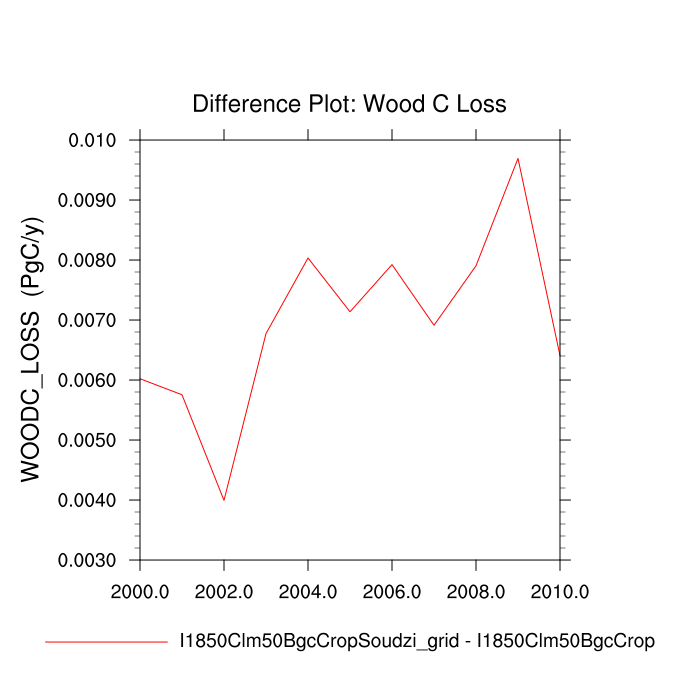 Difference Plot: Wood C Loss
WOODC_LOSS (PgC/y)
0.010
0.0090
0.0080
0.0070
0.0060
0.0050
0.0040
0.0030
2000.0 2002.0 2004.0 2006.0 2008.0 2010.0
I1850Clm50BgcCropSoudzi_grid - I1850Clm50BgcCrop